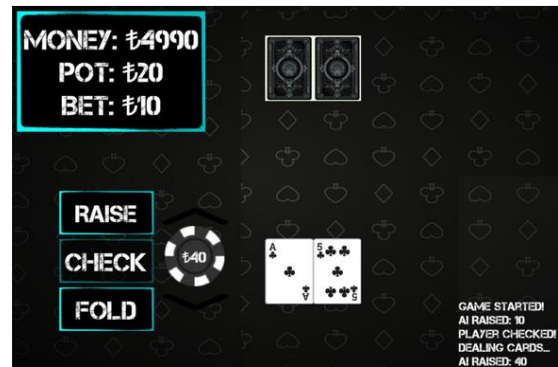 MONEY: ₺4990
POT: ₺20
BET: ₺10
RAISE
CHECK
FOLD
₺40
A
A
5
5
GAME STARTED!
AI RAISED: 10
PLAYER CHECKED!
DEALING CARDS...
AI RAISED: 40